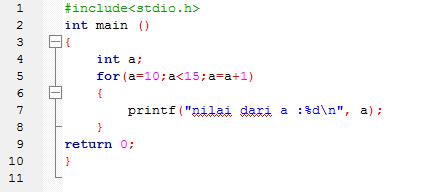 1 #include<stdio.h>
2 int main ()
3 {
4 int a;
5 for(a=10;a<15;a=a+1)
6 {
7 printf("nilai dari a :%d\n", a);
8 }
9 return 0;
10 }
11